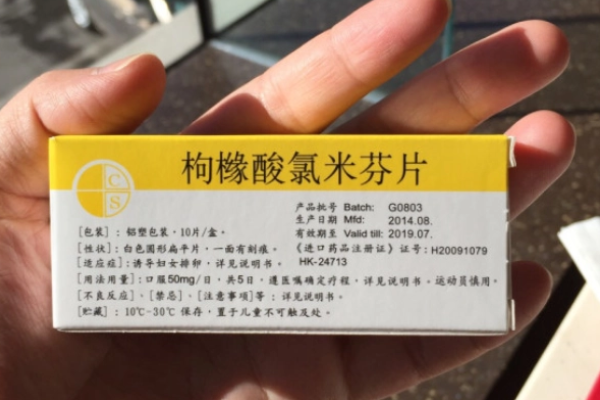 枸橼酸氯米芬片
C
S
产品批号 Batch: G0803
生产日期 Mfd: 2014.08.
有效期至 Valid till: 2019.07.
《进口药品注册证》证号: H20091079
HK-24713
[包装] : 铝塑包装, 10片/盒。
[性状] : 白色圆形扁平片, 一面有刻痕。
[适应症] : 诱导妇女排卵, 详见说明书。
[用法用量] : 口服50mg/日, 共5日, 遵医嘱确定疗程, 详见说明书。运动员慎用。
[不良反应]、[禁忌]、[注意事项]等 : 详见说明书。
[贮藏] : 10℃-30℃ 保存, 置于儿童不可触及处。